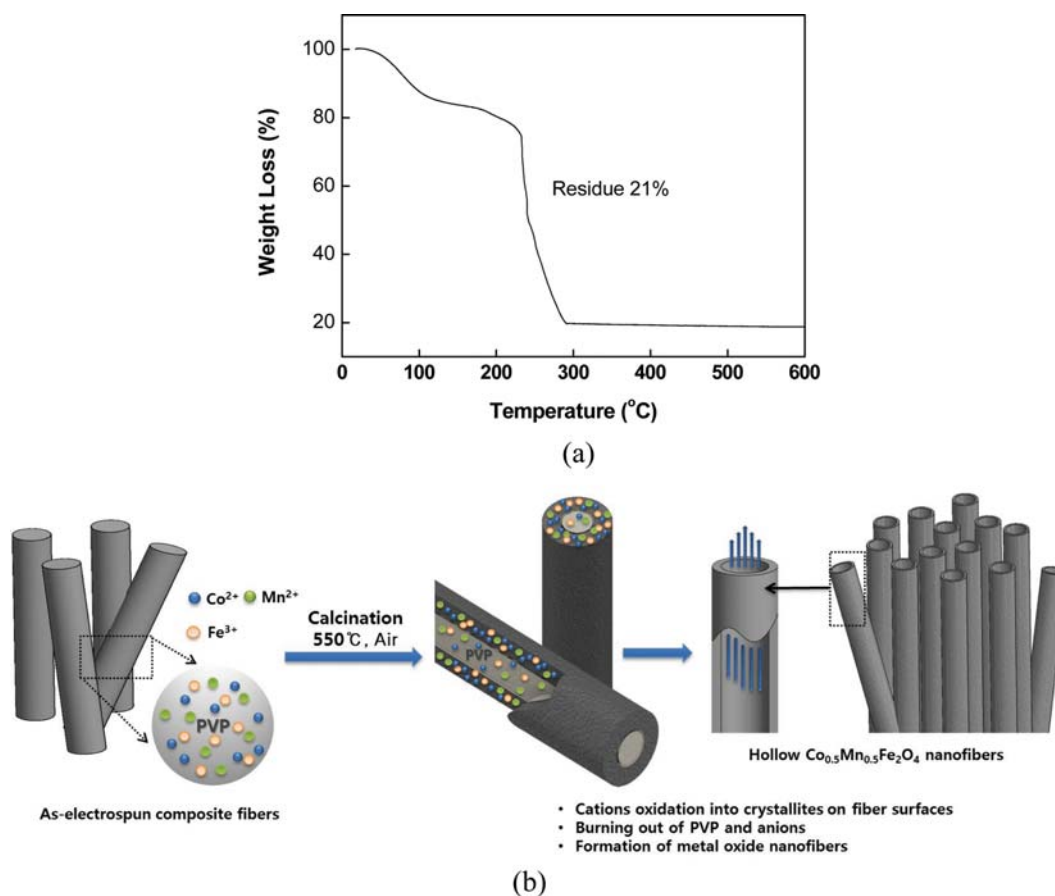 100
80
60
40
20
Weight Loss (%)
Residue 21%
0
100
200
300
400
500
600
Temperature (°C)
(a)
Co²⁺
Mn²⁺
Fe³⁺
PVP
As-electrospun composite fibers
Calcination
550℃, Air
PVP
Hollow Co₀.₅Mn₀.₅Fe₂O₄ nanofibers
• Cations oxidation into crystallites on fiber surfaces
• Burning out of PVP and anions
• Formation of metal oxide nanofibers
(b)